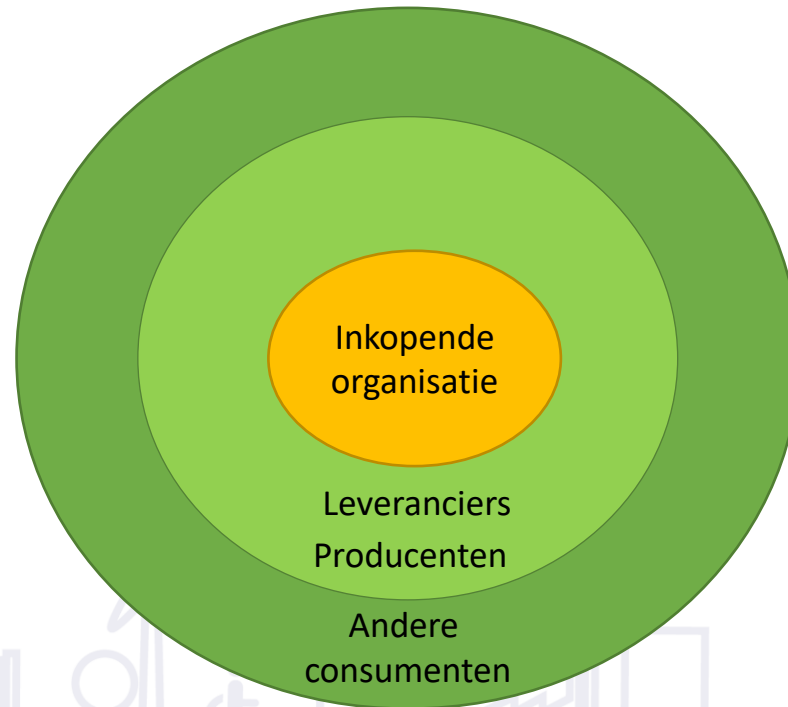 Inkopende
organisatie
Leveranciers
Producenten
Andere
consumenten